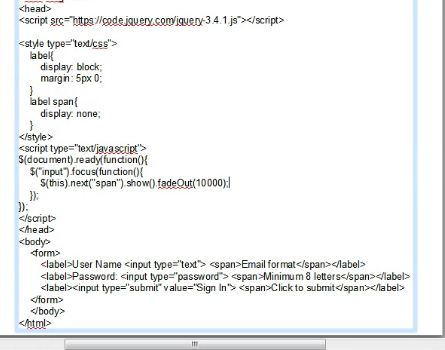 <head>
<script src="https://code.jquery.com/jquery-3.4.1.js"></script>
<style type="text/css">
label{
display: block;
margin: 5px 0;
}
label span{
display: none;
}
</style>
<script type="text/javascript">
$(document).ready(function(){
$("input").focus(function(){
$(this).next("span").show().fadeOut(10000);
});
});
</script>
</head>
<body>
<form>
<label>User Name <input type="text"> <span>Email format</span></label>
<label>Password: <input type="password"> <span>Minimum 8 letters</span></label>
<label><input type="submit" value="Sign In"> <span>Click to submit</span></label>
</form>
</body>
</html>